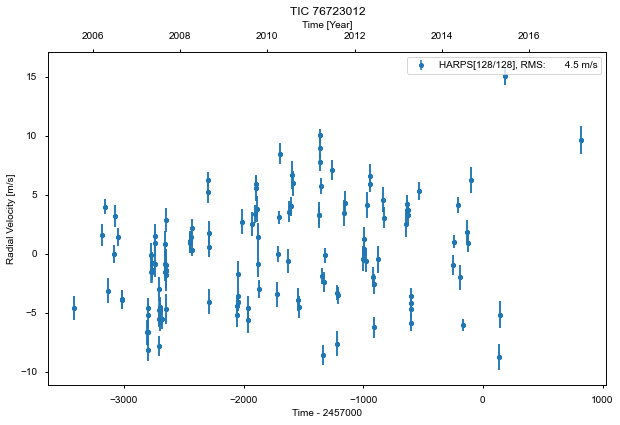 TIC 76723012
Time [Year]
2006 2008 2010 2012 2014 2016
HARPS[128/128], RMS: 4.5 m/s
Radial Velocity [m/s]
15
10
5
0
−5
−10
−3000 −2000 −1000 0 1000
Time - 2457000